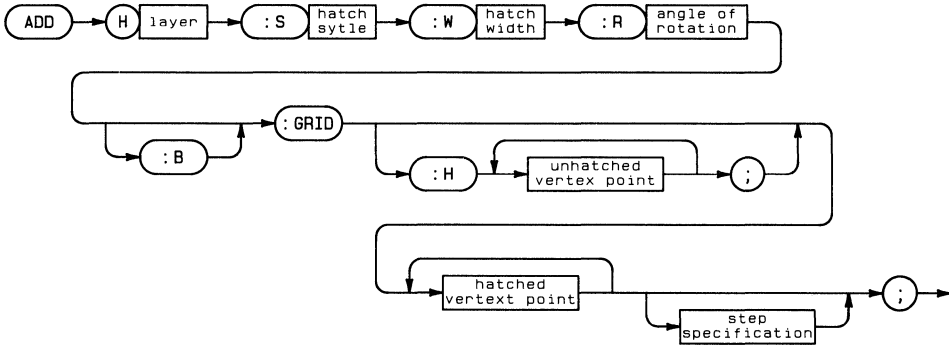 ADD H layer :S hatch sytle :W hatch width :R angle of rotation
:B :GRID :H unhatched vertex point ;
hatched vertext point step specification ;